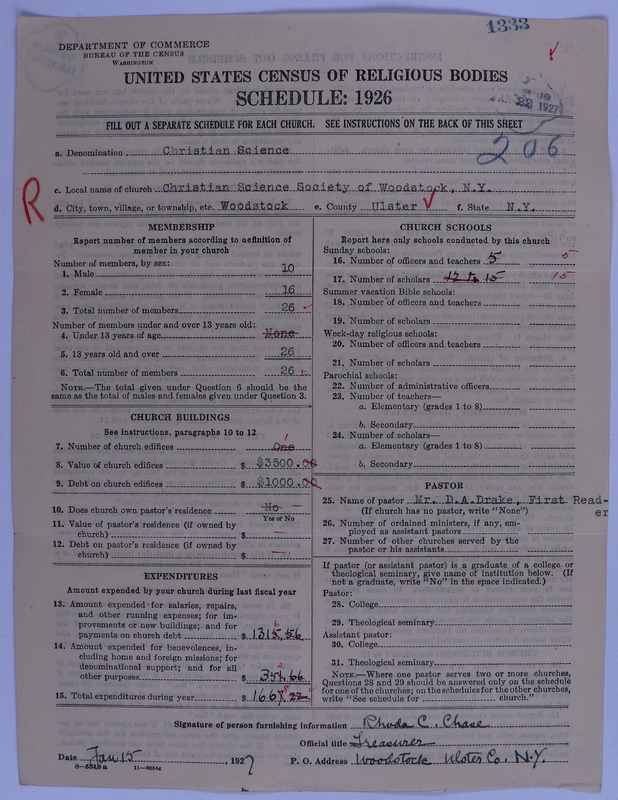 1333
DEPARTMENT OF COMMERCE
BUREAU OF THE CENSUS
WASHINGTON
UNITED STATES CENSUS OF RELIGIOUS BODIES
SCHEDULE: 1926
23 1927
FILL OUT A SEPARATE SCHEDULE FOR EACH CHURCH. SEE INSTRUCTIONS ON THE BACK OF THIS SHEET
206
a. Denomination Christian Science
c. Local name of church Christian Science Society of Woodstock, N.Y.
R
d. City, town, village, or township, etc. Woodstock e. County Ulster f. State N.Y.
MEMBERSHIP
Report number of members according to definition of
member in your church
Number of members, by sex:
1. Male 10
2. Female 16
3. Total number of members 26
Number of members under and over 13 years old:
4. Under 13 years of age None
5. 13 years old and over 26
6. Total number of members 26
NOTE.—The total given under Question 6 should be the
same as the total of males and females given under Question 3.
CHURCH BUILDINGS
See instructions, paragraphs 10 to 12
7. Number of church edifices One 1
8. Value of church edifices $ $3500.00
9. Debt on church edifices $ $1000.00
10. Does church own pastor's residence No
Yes or No
11. Value of pastor's residence (if owned by
church) $
12. Debt on pastor's residence (if owned by
church) $
EXPENDITURES
Amount expended by your church during last fiscal year
13. Amount expended for salaries, repairs,
and other running expenses; for im-
provements or new buildings; and for
payments on church debt $ 1315.56
6
14. Amount expended for benevolences, in-
cluding home and foreign missions; for
denominational support; and for all
other purposes $ 351.66
2
15. Total expenditures during year $ 1667.22
8
CHURCH SCHOOLS
Report here only schools conducted by this church
Sunday schools:
16. Number of officers and teachers 5 5
17. Number of scholars 12 to 15 15
Summer vacation Bible schools:
18. Number of officers and teachers
19. Number of scholars
Week-day religious schools:
20. Number of officers and teachers
21. Number of scholars
Parochial schools:
22. Number of administrative officers
23. Number of teachers—
a. Elementary (grades 1 to 8)
b. Secondary
24. Number of scholars—
a. Elementary (grades 1 to 8)
b. Secondary
PASTOR
25. Name of pastor Mr. D.A.Drake, First Read-
er
(If church has no pastor, write "None")
26. Number of ordained ministers, if any, em-
ployed as assistant pastors
27. Number of other churches served by the
pastor or his assistants
If pastor (or assistant pastor) is a graduate of a college or
theological seminary, give name of institution below. (If
not a graduate, write "No" in the space indicated.)
Pastor:
28. College
29. Theological seminary
Assistant pastor:
30. College
31. Theological seminary
NOTE.—Where one pastor serves two or more churches,
Questions 28 and 29 should be answered only on the schedule
for one of the churches; on the schedules for the other churches,
write "See schedule for church."
Signature of person furnishing information Rhoda C. Chase
Official title Treasurer
Date Jan 15, 1927 P. O. Address Woodstock Ulster Co. N.Y.
8-5518a 11-9056d